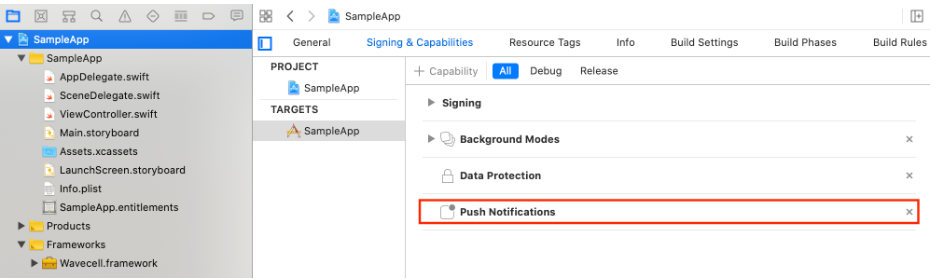 SampleApp
SampleApp
AppDelegate.swift
SceneDelegate.swift
ViewController.swift
Main.storyboard
Assets.xcassets
LaunchScreen.storyboard
Info.plist
SampleApp.entitlements
Products
Frameworks
Wavecell.framework
SampleApp
General Signing & Capabilities Resource Tags Info Build Settings Build Phases Build Rules
PROJECT
SampleApp
TARGETS
SampleApp
+ Capability All Debug Release
Signing
Background Modes ×
Data Protection ×
Push Notifications ×